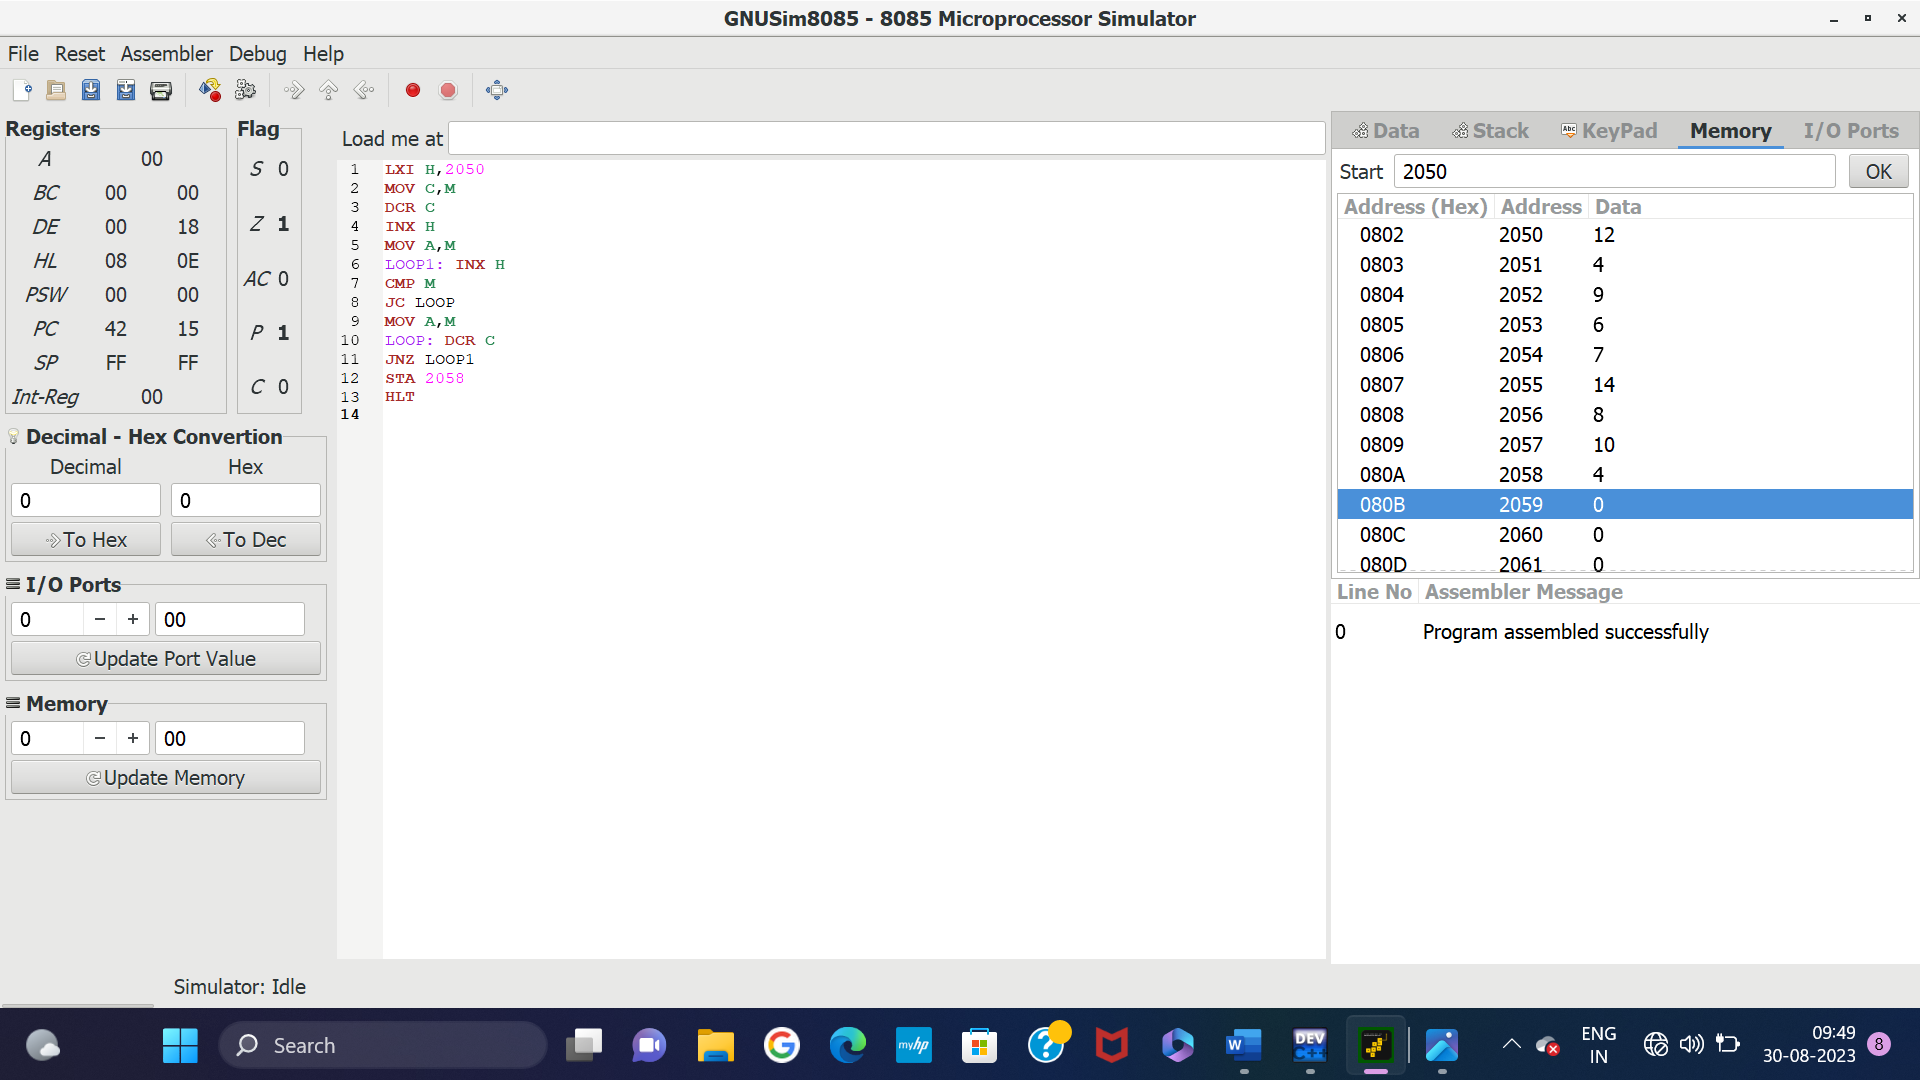 GNUSim8085 - 8085 Microprocessor Simulator
File Reset Assembler Debug Help
Registers
A 00
BC 00 00
DE 00 18
HL 08 0E
PSW 00 00
PC 42 15
SP FF FF
Int-Reg 00
Flag
S 0
Z 1
AC 0
P 1
C 0
Decimal - Hex Convertion
Decimal Hex
0 0
To Hex To Dec
I/O Ports
0 − + 00
Update Port Value
Memory
0 − + 00
Update Memory
Load me at
1 LXI H,2050
2 MOV C,M
3 DCR C
4 INX H
5 MOV A,M
6 LOOP1: INX H
7 CMP M
8 JC LOOP
9 MOV A,M
10 LOOP: DCR C
11 JNZ LOOP1
12 STA 2058
13 HLT
14
Data Stack Abc KeyPad Memory I/O Ports
Start 2050 OK
Address (Hex) Address Data
0802 2050 12
0803 2051 4
0804 2052 9
0805 2053 6
0806 2054 7
0807 2055 14
0808 2056 8
0809 2057 10
080A 2058 4
080B 2059 0
080C 2060 0
080D 2061 0
Line No Assembler Message
0 Program assembled successfully
Simulator: Idle
Search
myhp
W
DEV
C++
ENG
IN
09:49
30-08-2023
8